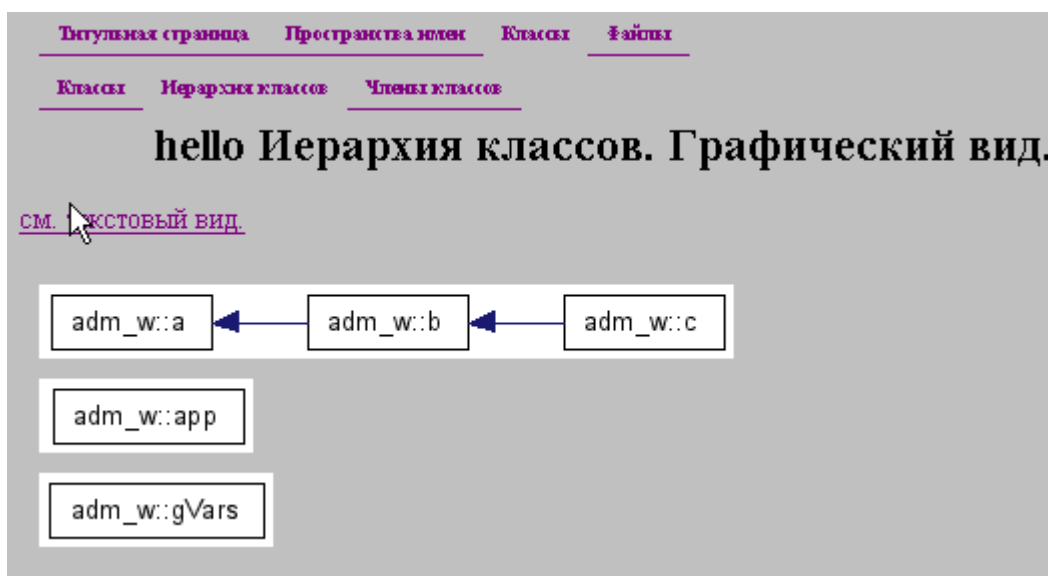 Титульная страница Пространства имен Классы Файлы
Классы Иерархия классов Члены классов
hello Иерархия классов. Графический вид.
см. текстовый вид.
adm_w::a adm_w::b adm_w::c
adm_w::app
adm_w::gVars